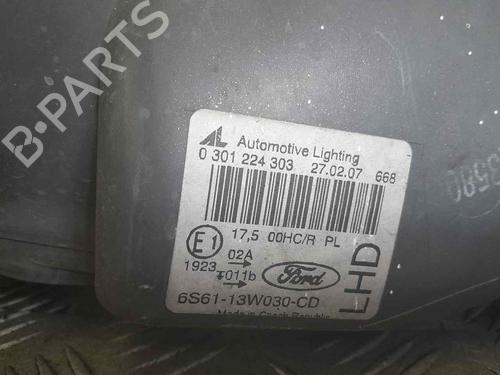 B-PARTS
Automotive Lighting
0 301 224 303 27.02.07 668
17,5 00HC/R PL
E1 02A
1923 011b
Ford
6S61-13W030-CD
LHD
Made in Czech Republic